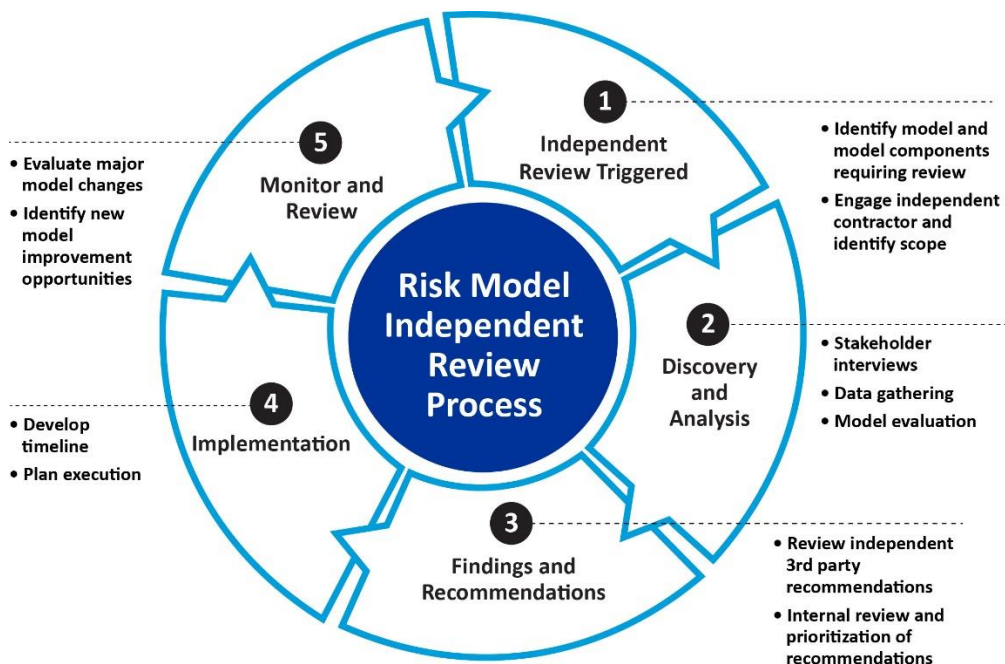 Risk Model
Independent
Review
Process
1
Independent
Review Triggered
• Identify model and
model components
requiring review
• Engage independent
contractor and
identify scope
2
Discovery
and
Analysis
• Stakeholder
interviews
• Data gathering
• Model evaluation
3
Findings and
Recommendations
• Review independent
3rd party
recommendations
• Internal review and
prioritization of
recommendations
4
Implementation
• Develop
timeline
• Plan execution
5
Monitor and
Review
• Evaluate major
model changes
• Identify new
model
improvement
opportunities